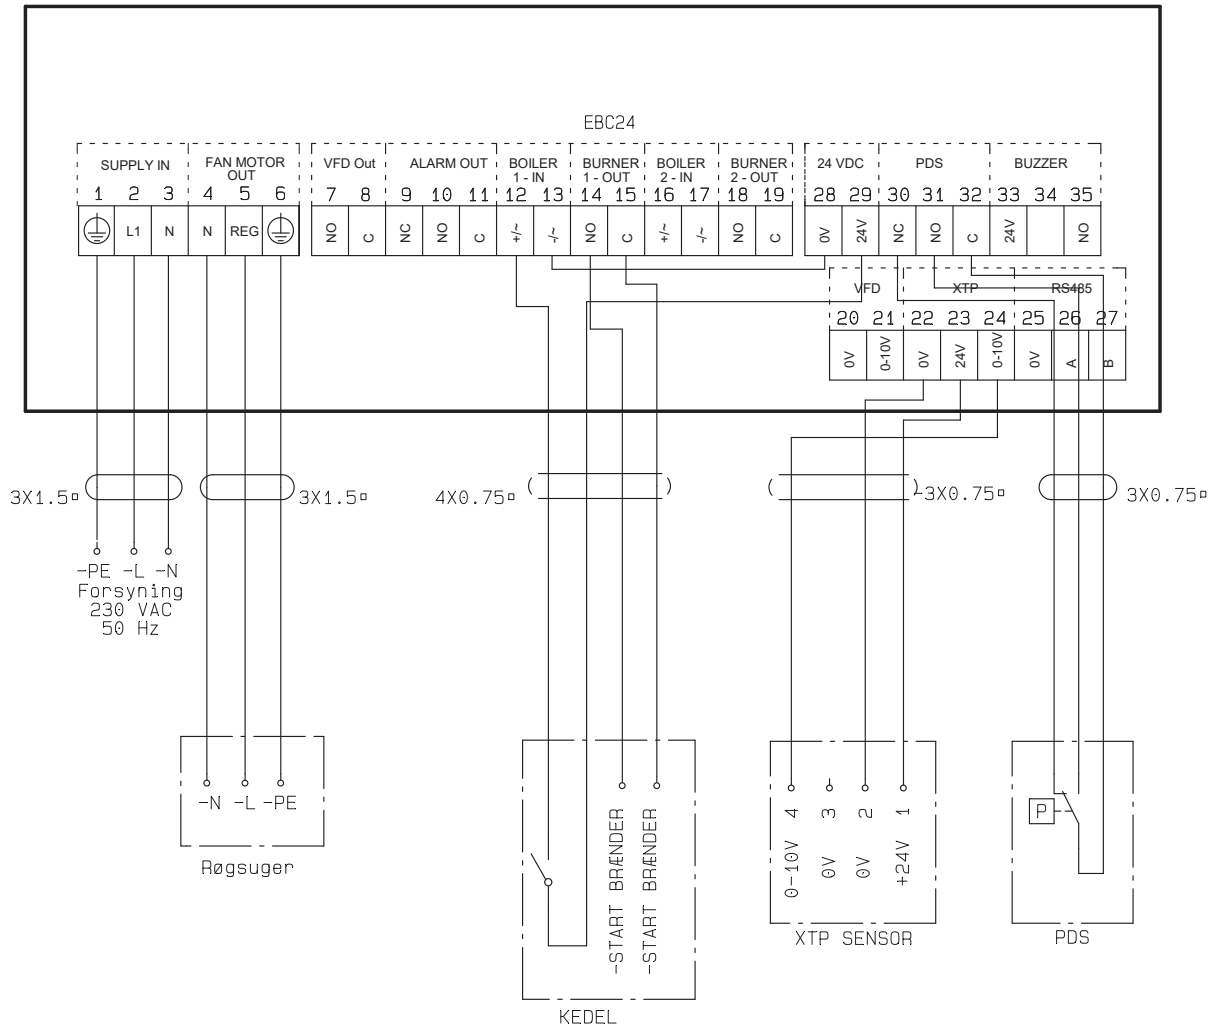 EBC24
SUPPLY IN
FAN MOTOR
OUT
VFD Out
ALARM OUT
BOILER
1 - IN
BURNER
1 - OUT
BOILER
2 - IN
BURNER
2 - OUT
24 VDC
PDS
BUZZER
1 2 3 4 5 6 7 8 9 10 11 12 13 14 15 16 17 18 19 28 29 30 31 32 33 34 35
L1 N N REG NO C NC NO C +/~ -/~ NO C +/~ -/~ NO C 0V 24V NC NO C 24V NO
VFD XTP RS485
20 21 22 23 24 25 26 27
0V 0-10V 0V 24V 0-10V 0V A B
3X1.5▫
3X1.5▫
4X0.75▫
-3X0.75▫
3X0.75▫
-PE -L -N
Forsyning
230 VAC
50 Hz
-N -L -PE
Røgsuger
-START BRÆNDER
-START BRÆNDER
KEDEL
4 3 2 1
0-10V 0V 0V +24V
XTP SENSOR
P
PDS